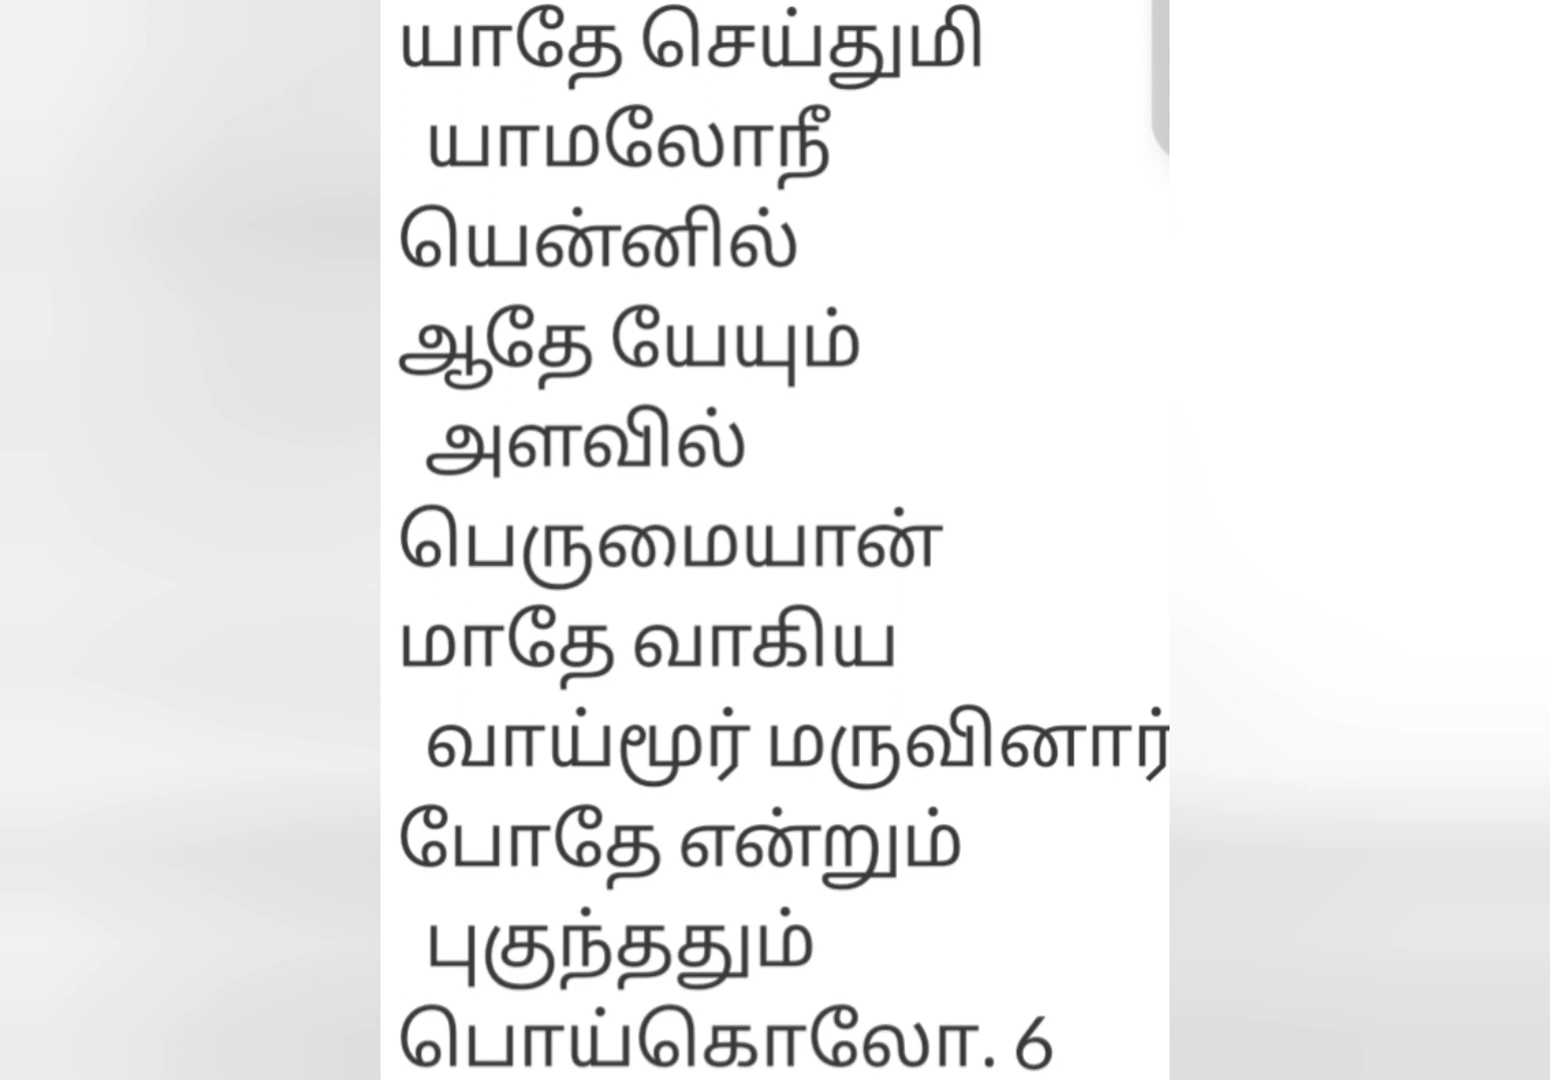 யாதே செய்துமி
யாமலோநீ
யென்னில்
ஆதே யேயும்
அளவில்
பெருமையான்
மாதே வாகிய
வாய்மூர் மருவினார்
போதே என்றும்
புகுந்ததும்
பொய்கொலோ. 6